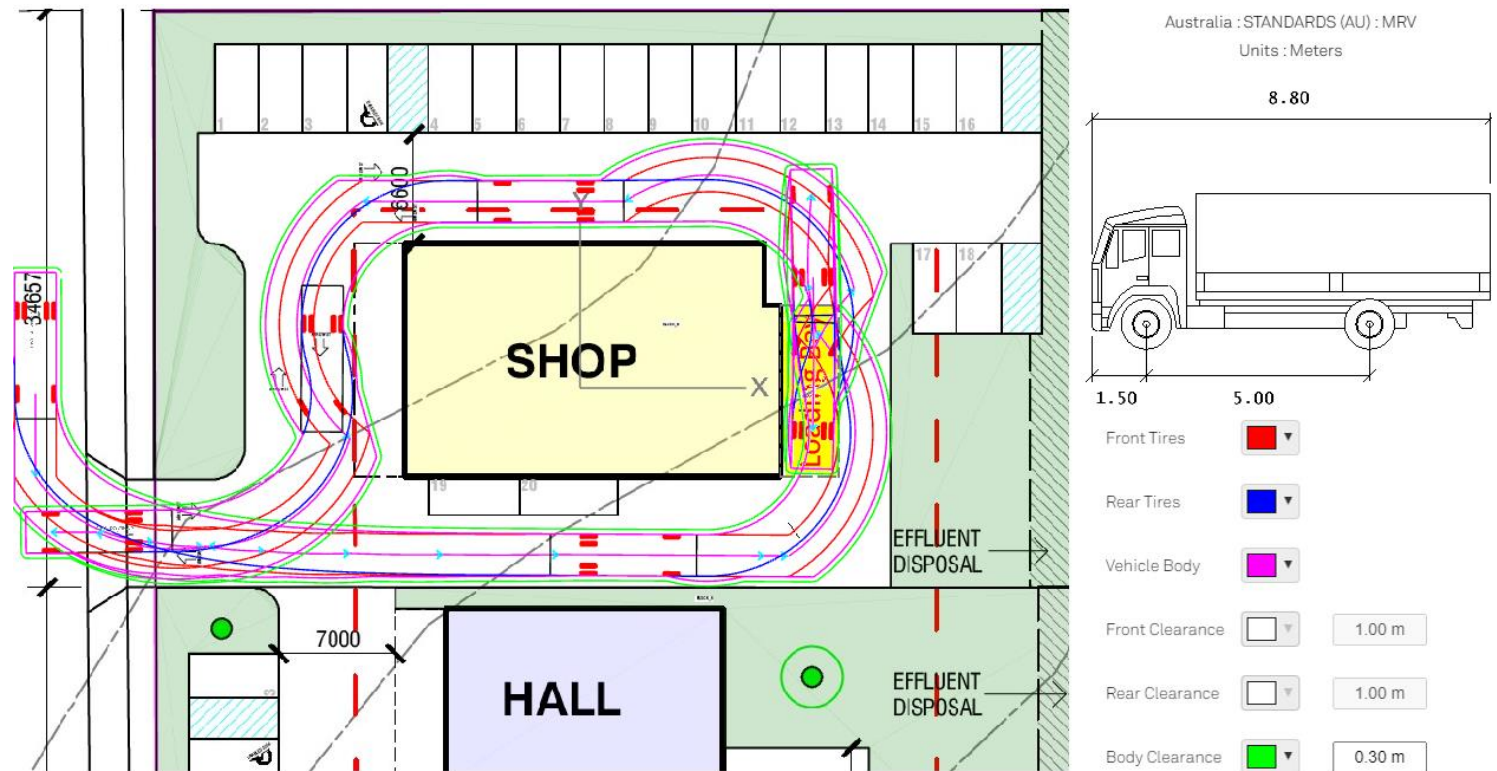 Australia : STANDARDS (AU) : MRV
Units : Meters
8.80
1.50
5.00
Front Tires
Rear Tires
Vehicle Body
Front Clearance
1.00 m
Rear Clearance
1.00 m
Body Clearance
0.30 m
1
2
3
4
5
6
7
8
9
10
11
12
13
14
15
16
6600
34657
Y
X
SHOP
Loading Bay
17
18
19
20
EFFLUENT
DISPOSAL
7000
HALL
EFFLUENT
DISPOSAL